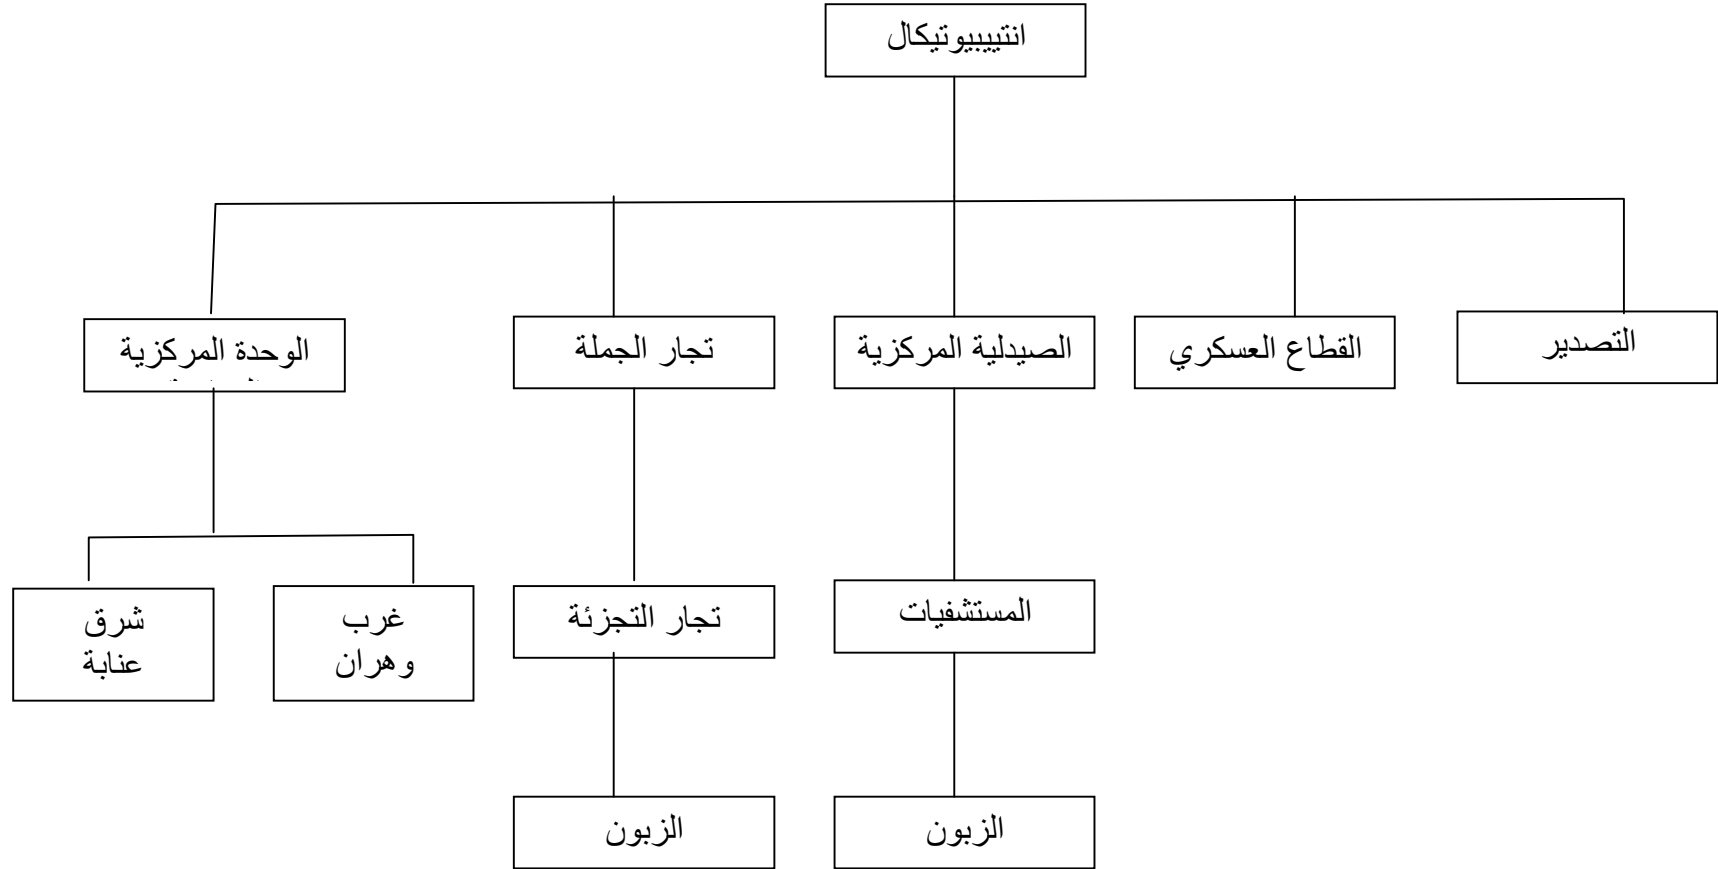 انتيبيوتيكال
التصدير
القطاع العسكري
الصيدلية المركزية
تجار الجملة
الوحدة المركزية
المستشفيات
تجار التجزئة
غرب
وهران
شرق
عنابة
الزبون
الزبون